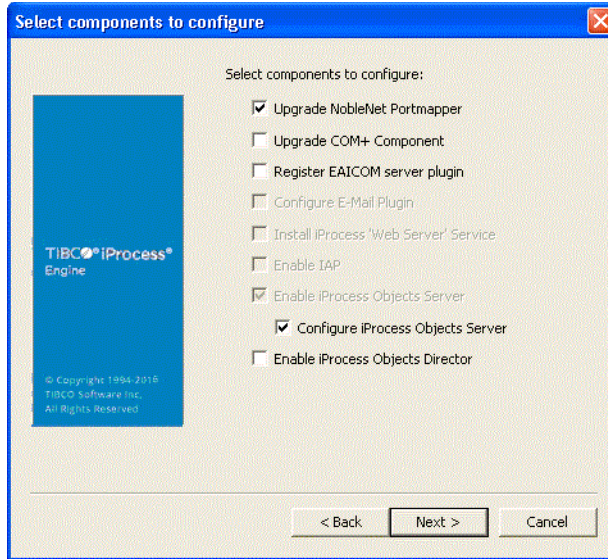 Select components to configure
Select components to configure:
Upgrade NobleNet Portmapper
Upgrade COM+ Component
Register EAICOM server plugin
Configure E-Mail Plugin
Install iProcess 'Web Server' Service
Enable IAP
Enable iProcess Objects Server
Configure iProcess Objects Server
Enable iProcess Objects Director
TIBCO® iProcess®
Engine
© Copyright 1994-2016
TIBCO Software Inc.
All Rights Reserved
< Back
Next >
Cancel